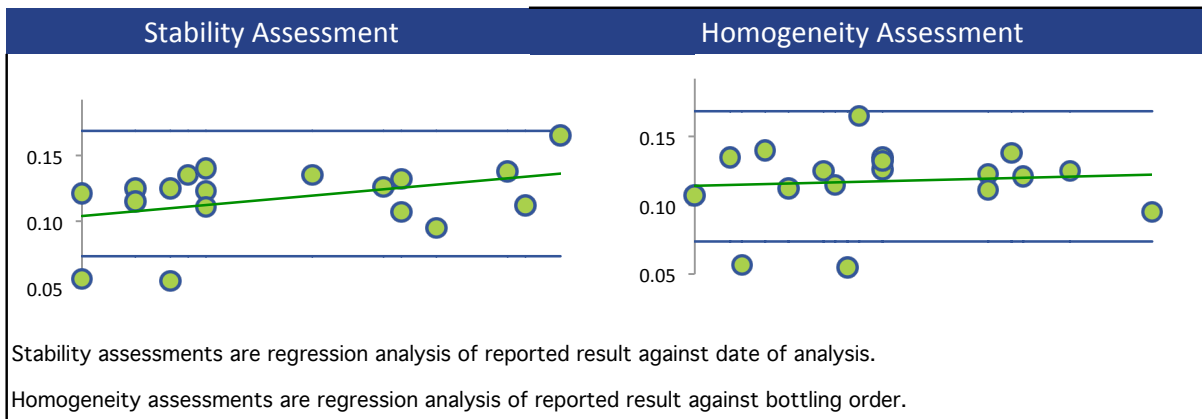 Stability Assessment
Homogeneity Assessment
0.15
0.10
0.05
0.15
0.10
0.05
Stability assessments are regression analysis of reported result against date of analysis.
Homogeneity assessments are regression analysis of reported result against bottling order.